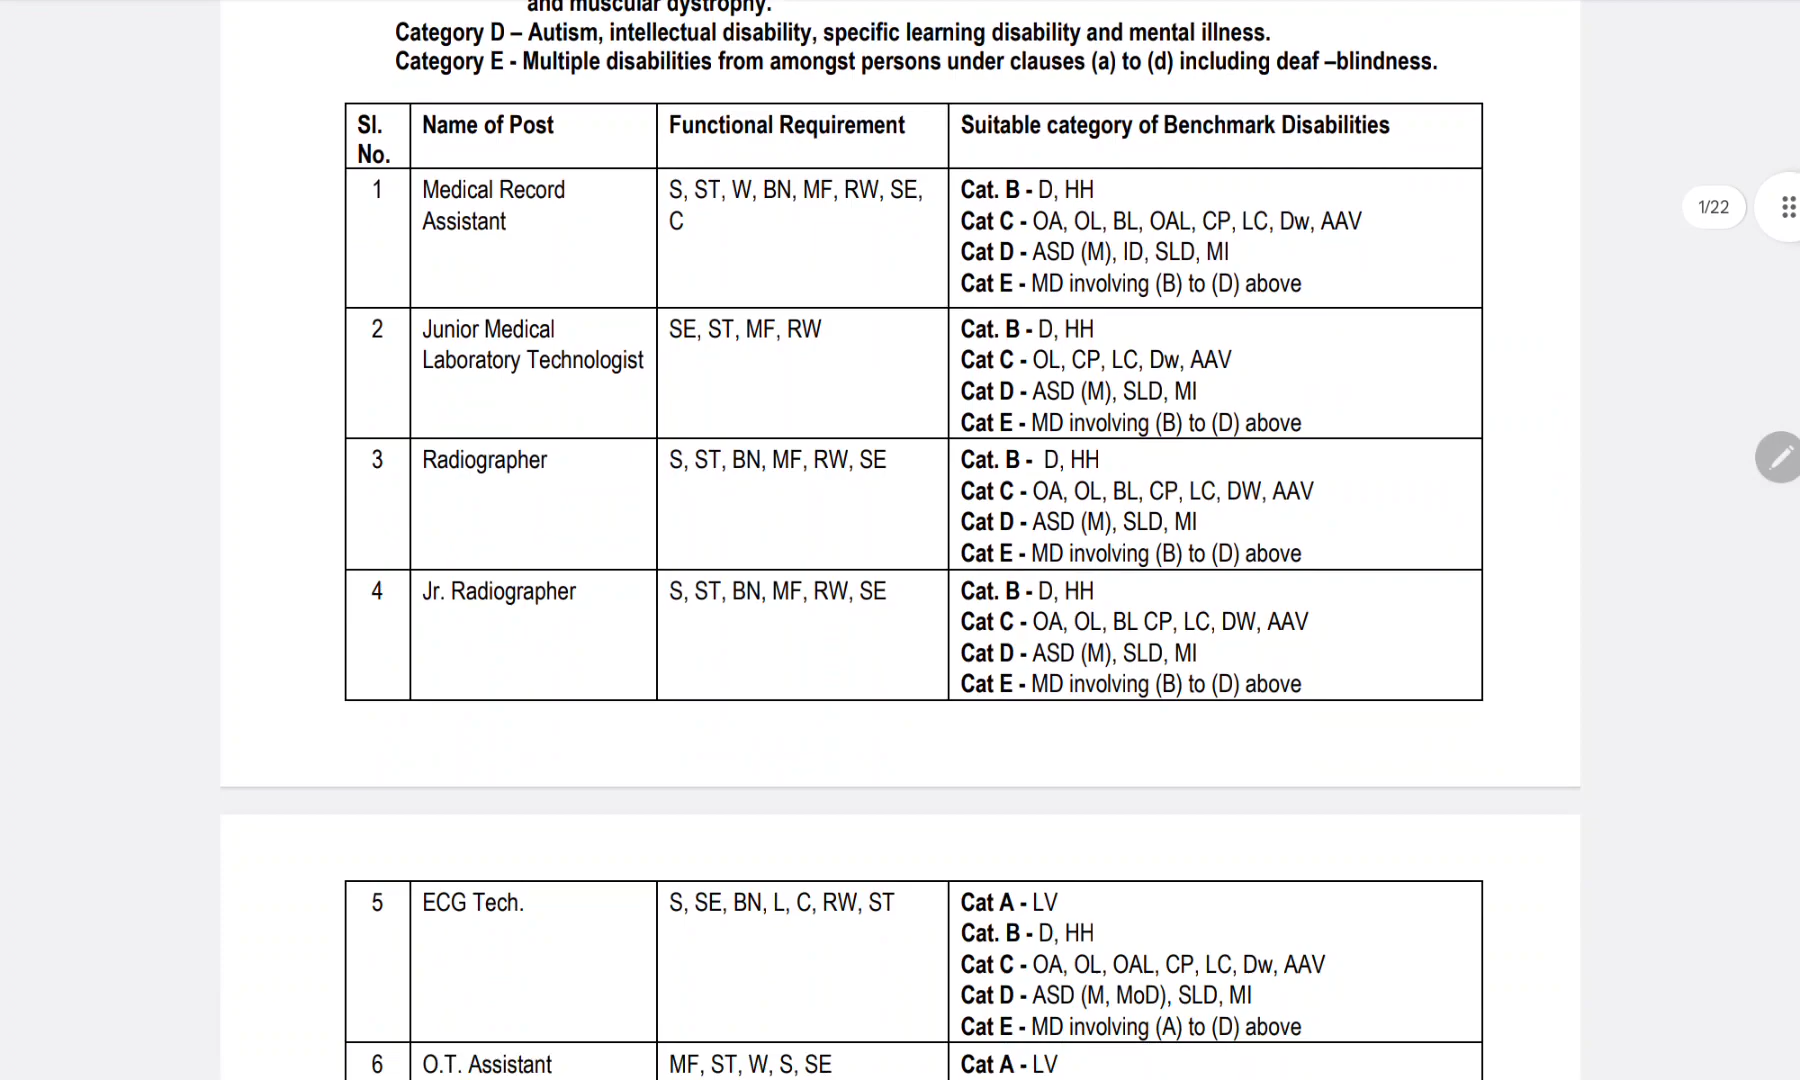 and muscular dystrophy.
Category D – Autism, intellectual disability, specific learning disability and mental illness.
Category E - Multiple disabilities from amongst persons under clauses (a) to (d) including deaf –blindness.
Sl. No. Name of Post Functional Requirement Suitable category of Benchmark Disabilities
1 Medical Record Assistant S, ST, W, BN, MF, RW, SE, C Cat. B - D, HH
Cat C - OA, OL, BL, OAL, CP, LC, Dw, AAV
Cat D - ASD (M), ID, SLD, MI
Cat E - MD involving (B) to (D) above
2 Junior Medical Laboratory Technologist SE, ST, MF, RW Cat. B - D, HH
Cat C - OL, CP, LC, Dw, AAV
Cat D - ASD (M), SLD, MI
Cat E - MD involving (B) to (D) above
3 Radiographer S, ST, BN, MF, RW, SE Cat. B - D, HH
Cat C - OA, OL, BL, CP, LC, DW, AAV
Cat D - ASD (M), SLD, MI
Cat E - MD involving (B) to (D) above
4 Jr. Radiographer S, ST, BN, MF, RW, SE Cat. B - D, HH
Cat C - OA, OL, BL CP, LC, DW, AAV
Cat D - ASD (M), SLD, MI
Cat E - MD involving (B) to (D) above
5 ECG Tech. S, SE, BN, L, C, RW, ST Cat A - LV
Cat. B - D, HH
Cat C - OA, OL, OAL, CP, LC, Dw, AAV
Cat D - ASD (M, MoD), SLD, MI
Cat E - MD involving (A) to (D) above
6 O.T. Assistant MF, ST, W, S, SE Cat A - LV
1/22